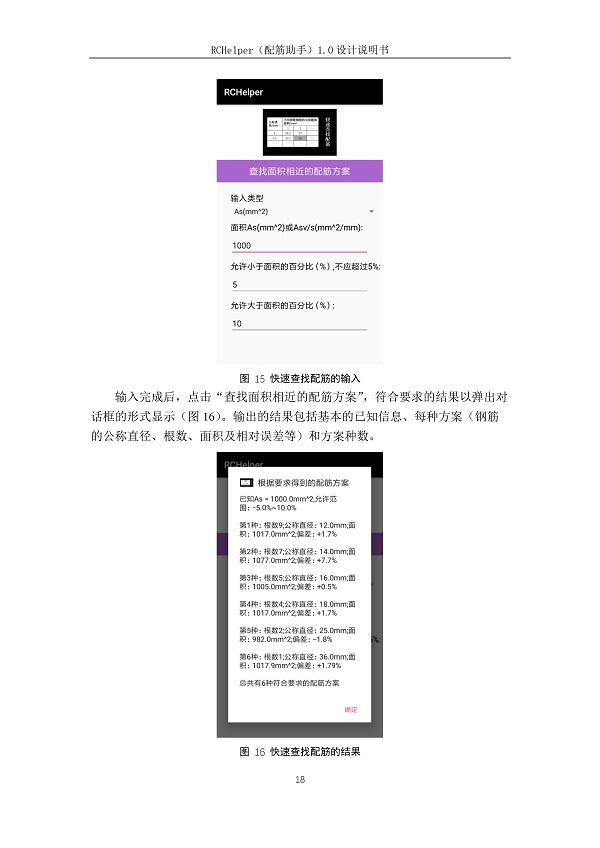 RCHelper（配筋助手）1.0 设计说明书
RCHelper
快速查找配筋
查找面积相近的配筋方案
输入类型
As(mm^2)
面积As(mm^2)或Asv/s(mm^2/mm):
1000
允许小于面积的百分比（%）,不应超过5%:
5
允许大于面积的百分比（%）:
10
图 15 快速查找配筋的输入
输入完成后，点击“查找面积相近的配筋方案”，符合要求的结果以弹出对
话框的形式显示（图 16）。输出的结果包括基本的已知信息、每种方案（钢筋
的公称直径、根数、面积及相对误差等）和方案种数。
RCHelper
根据要求得到的配筋方案
已知As = 1000.0mm^2,允许范
围: -5.0%~10.0%
第1种: 根数9;公称直径: 12.0mm;面
积: 1017.0mm^2;偏差: +1.7%
第2种: 根数7;公称直径: 14.0mm;面
积: 1077.0mm^2;偏差: +7.7%
第3种: 根数5;公称直径: 16.0mm;面
积: 1005.0mm^2;偏差: +0.5%
第4种: 根数4;公称直径: 18.0mm;面
积: 1017.0mm^2;偏差: +1.7%
第5种: 根数2;公称直径: 25.0mm;面
积: 982.0mm^2;偏差: -1.8%
第6种: 根数1;公称直径: 36.0mm;面
积: 1017.9mm^2;偏差: +1.79%
总共有6种符合要求的配筋方案
确定
图 16 快速查找配筋的结果
18